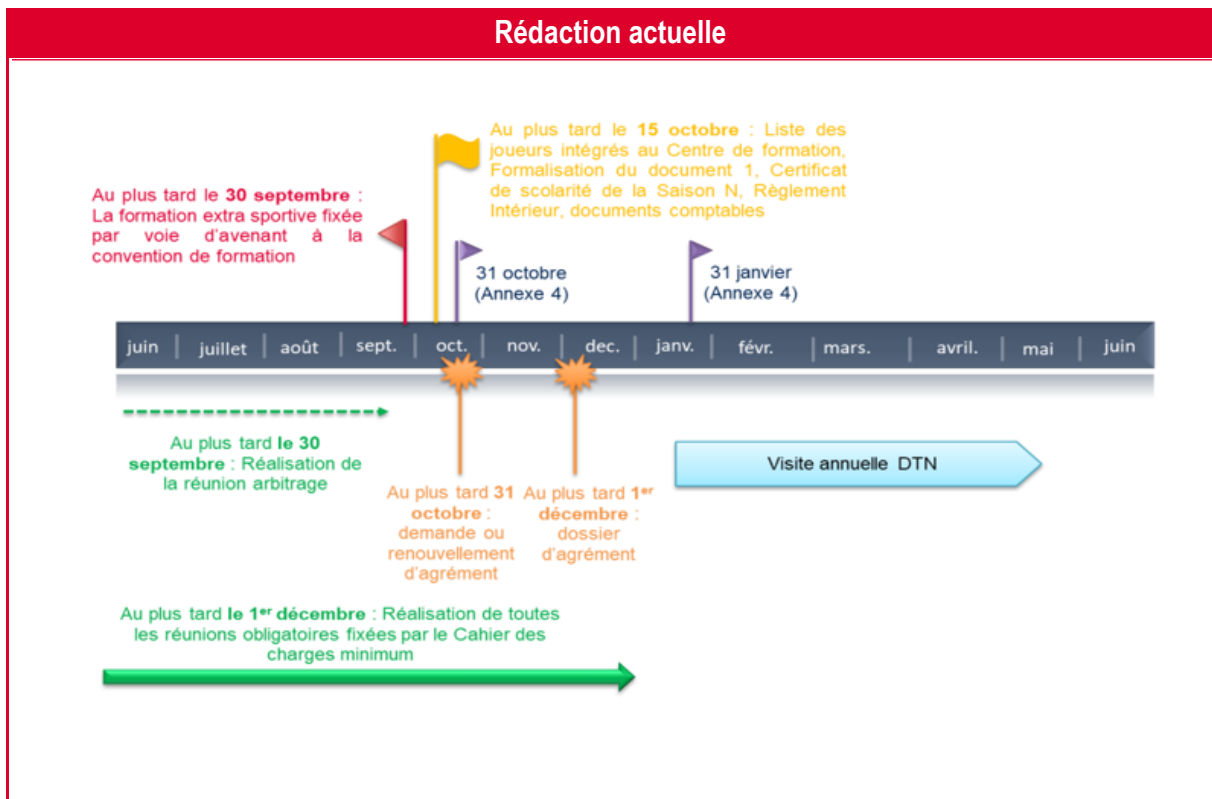 Rédaction actuelle
Au plus tard le 15 octobre : Liste des
joueurs intégrés au Centre de formation,
Formalisation du document 1, Certificat
de scolarité de la Saison N, Règlement
Intérieur, documents comptables
Au plus tard le 30 septembre :
La formation extra sportive fixée
par voie d'avenant à la
convention de formation
31 octobre
(Annexe 4)
31 janvier
(Annexe 4)
juin juillet août sept. oct. nov. dec. janv. févr. mars. avril. mai juin
Au plus tard le 30
septembre : Réalisation de
la réunion arbitrage
Visite annuelle DTN
Au plus tard 31
octobre :
demande ou
renouvellement
d'agrément
Au plus tard 1er
décembre :
dossier
d'agrément
Au plus tard le 1er décembre : Réalisation de toutes
les réunions obligatoires fixées par le Cahier des
charges minimum